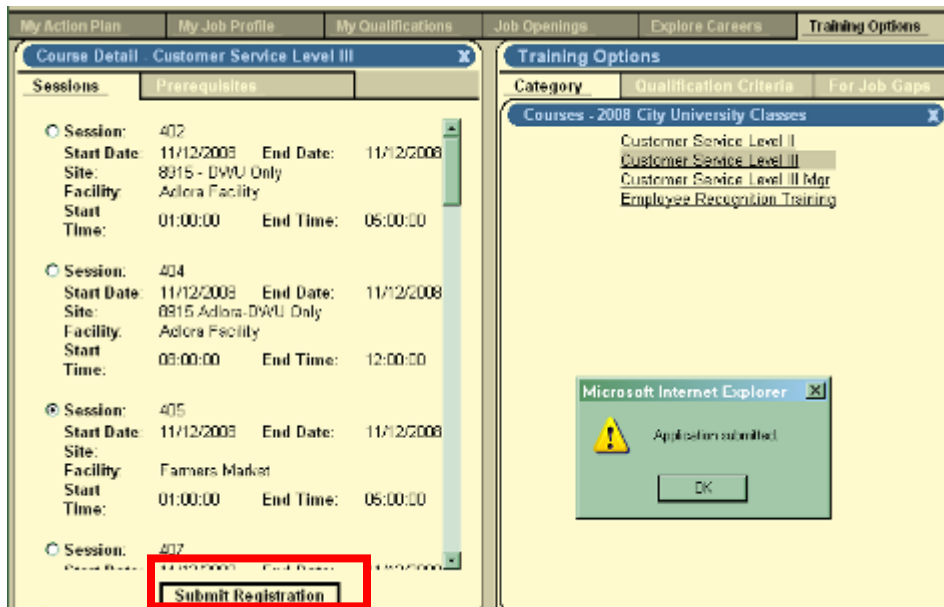 My Action Plan My Job Profile My Qualifications Job Openings Explore Careers Training Options
Course Detail - Customer Service Level III X
Sessions Prerequisites
Session: 402
Start Date: 11/12/2008 End Date: 11/12/2008
Site: 8915 - DWU Only
Facility: Adlora Facility
Start Time: 01:00:00 End Time: 05:00:00
Session: 404
Start Date: 11/12/2008 End Date: 11/12/2008
Site: 8915 Adlora-DWU Only
Facility: Adlora Facility
Start Time: 08:00:00 End Time: 12:00:00
Session: 405
Start Date: 11/12/2008 End Date: 11/12/2008
Site:
Facility: Farmers Market
Start Time: 01:00:00 End Time: 05:00:00
Session: 407
Submit Registration
Training Options
Category Qualification Criteria For Job Gaps
Courses - 2008 City University Classes X
Customer Service Level II
Customer Service Level III
Customer Service Level III Mgr
Employee Recognition Training
Microsoft Internet Explorer X
Application submitted.
OK